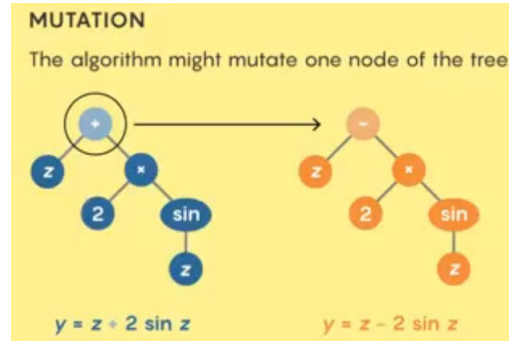 MUTATION
The algorithm might mutate one node of the tree
+ −
z × z ×
2 sin 2 sin
z z
y = z + 2 sin z y = z − 2 sin z